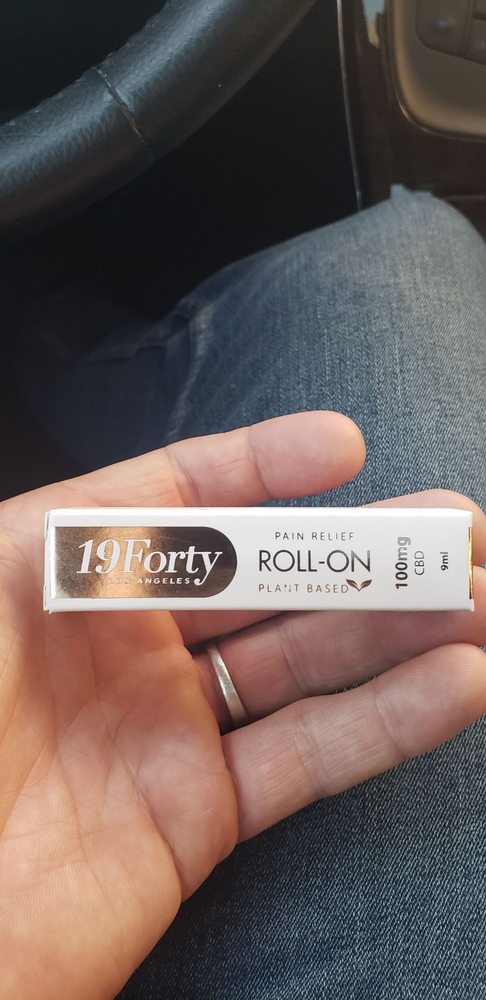 19Forty
LOS ANGELES
PAIN RELIEF
ROLL-ON
PLANT BASED
100mg
CBD
9ml